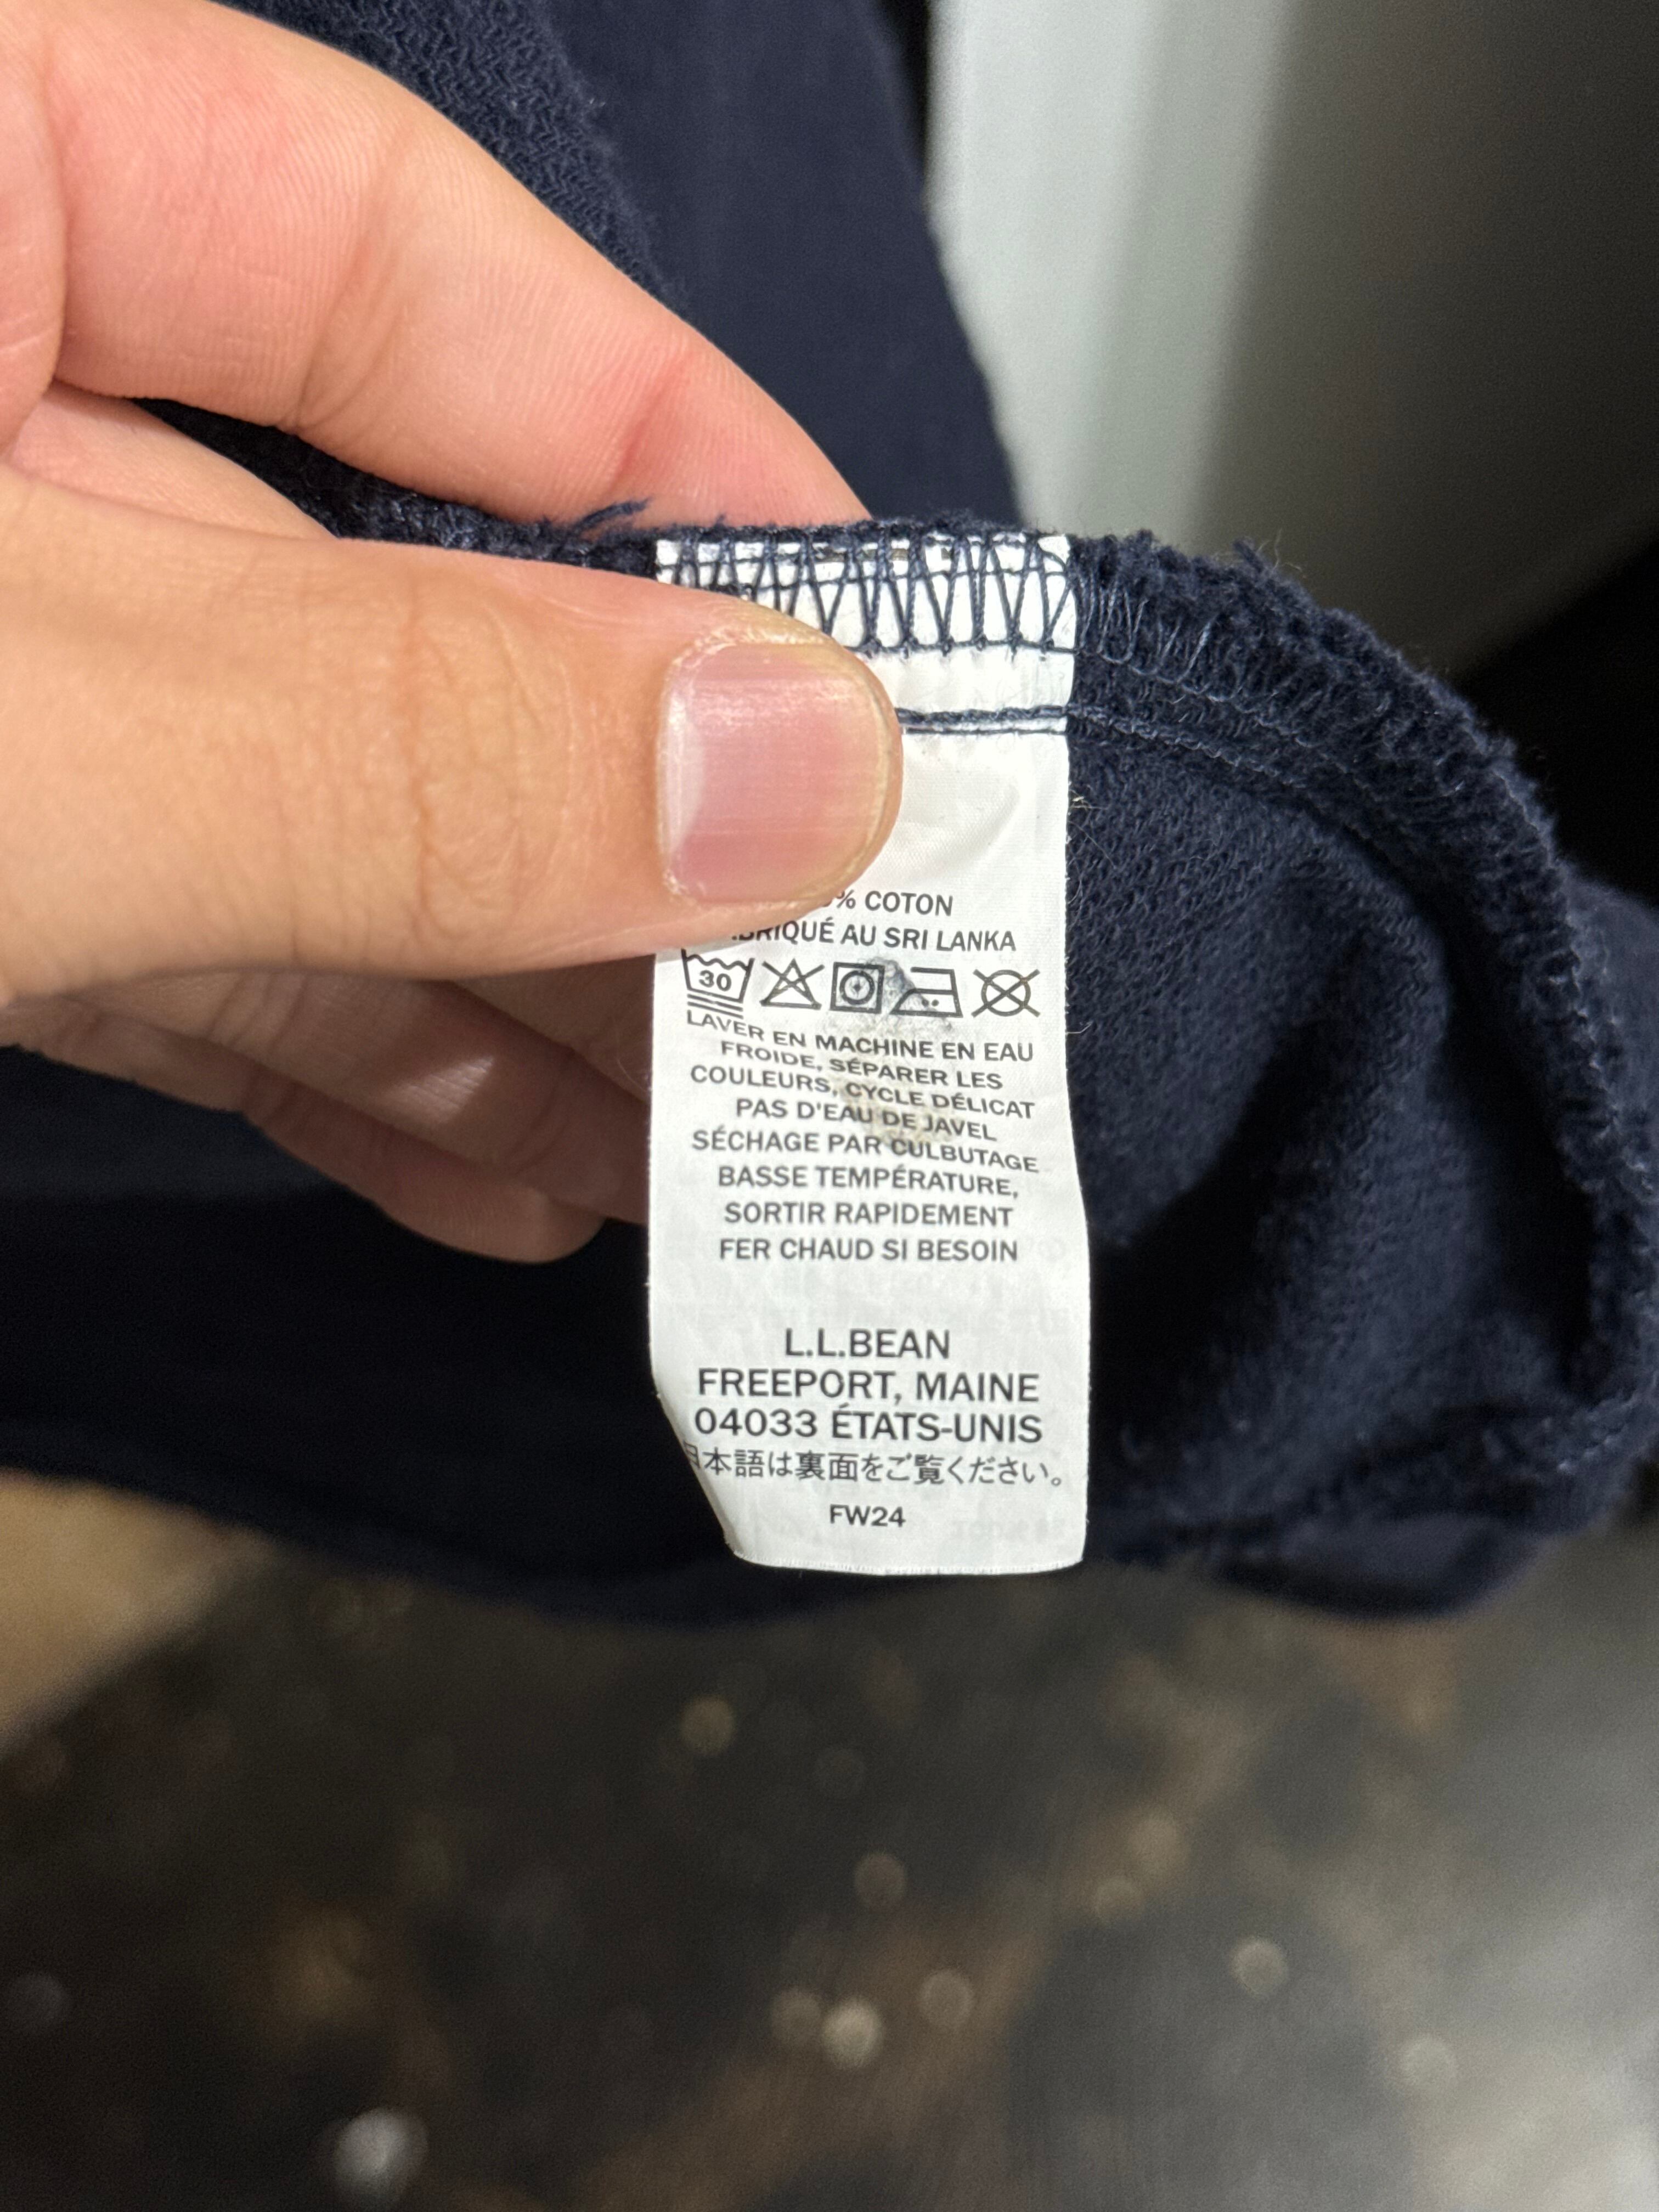 % COTON
AU SRI LANKA
30
LAVER EN MACHINE EN EAU
FROIDE, SÉPARER LES
COULEURS, CYCLE DÉLICAT
PAS D'EAU DE JAVEL
SÉCHAGE PAR CULBUTAGE
BASSE TEMPÉRATURE,
SORTIR RAPIDEMENT
FER CHAUD SI BESOIN
L.L.BEAN
FREEPORT, MAINE
04033 ÉTATS-UNIS
日本語は裏面をご覧ください。
FW24